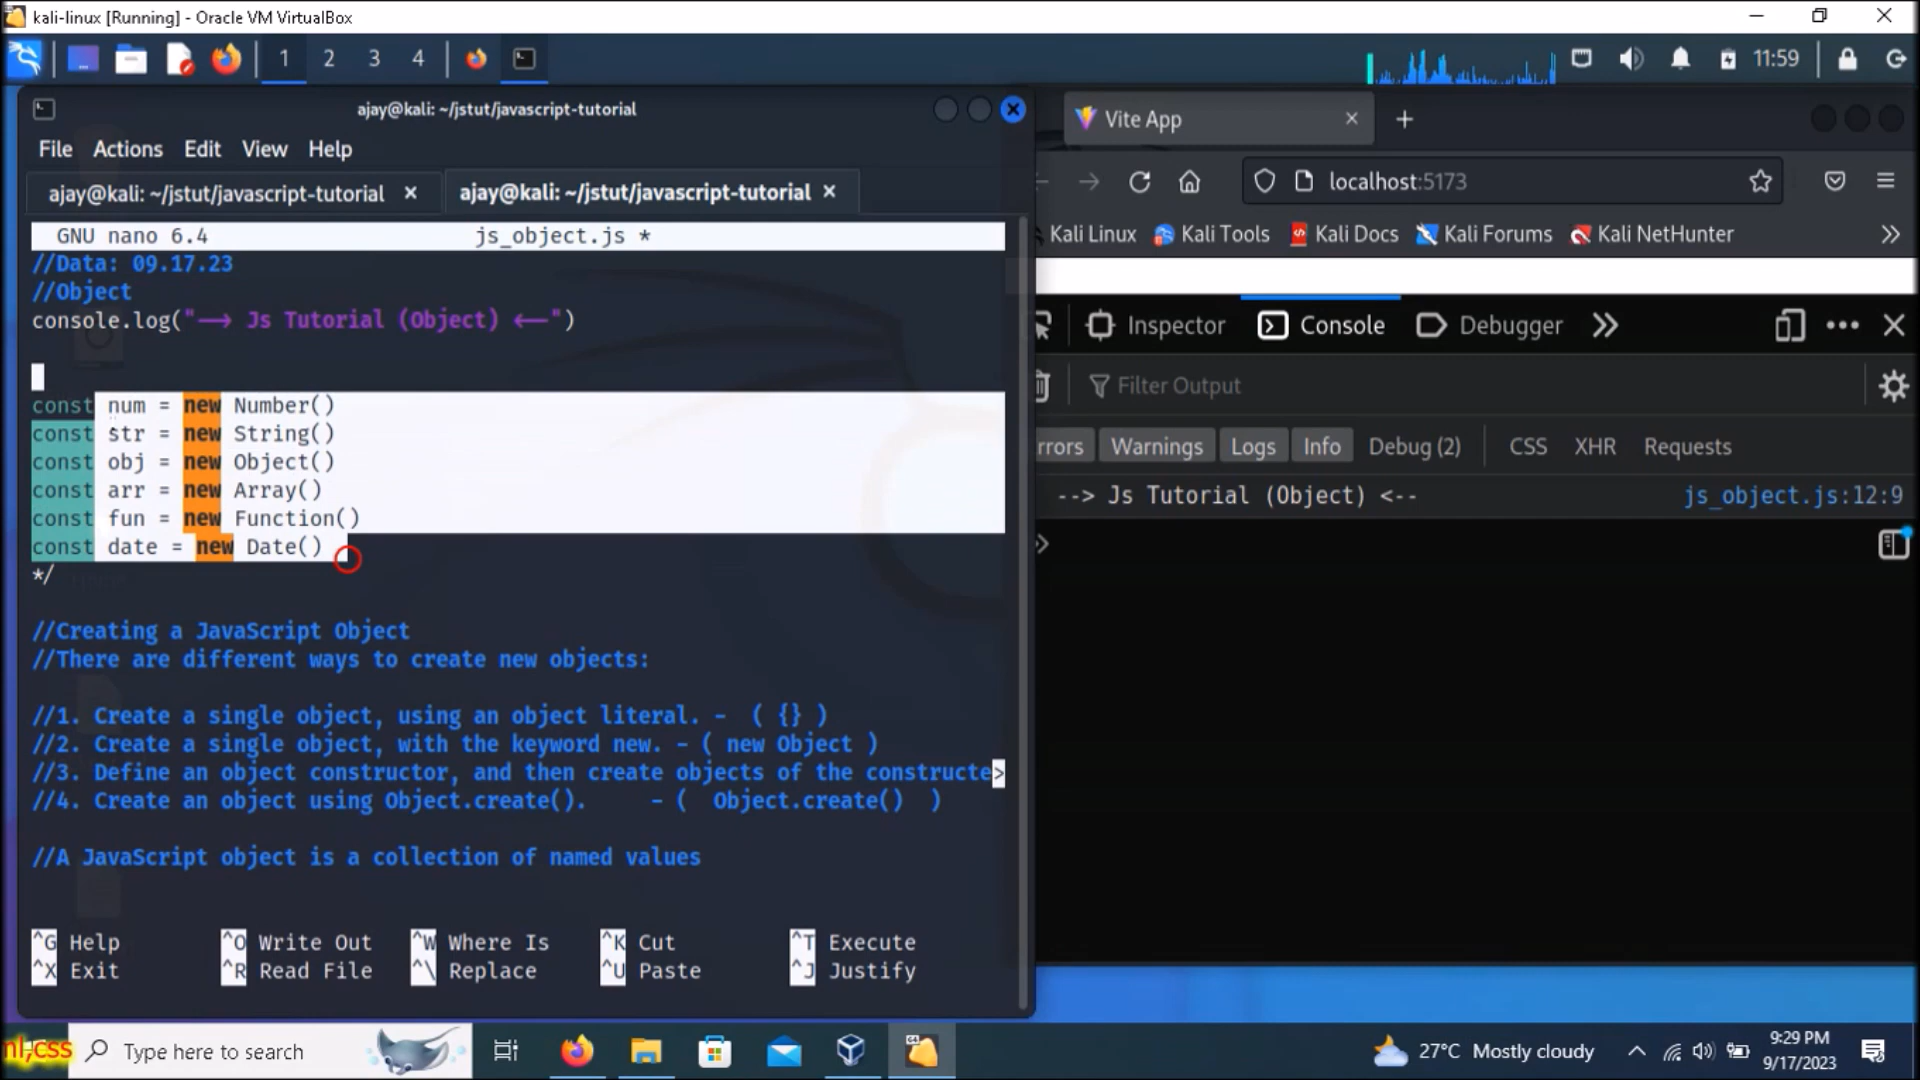 kali-linux [Running] - Oracle VM VirtualBox
1 2 3 4
11:59
ajay@kali: ~/jstut/javascript-tutorial
File Actions Edit View Help
ajay@kali: ~/jstut/javascript-tutorial
ajay@kali: ~/jstut/javascript-tutorial
GNU nano 6.4
js_object.js *
//Data: 09.17.23
//Object
console.log("--> Js Tutorial (Object) <--")
const num = new Number()
const str = new String()
const obj = new Object()
const arr = new Array()
const fun = new Function()
const date = new Date()
*/
//Creating a JavaScript Object
//There are different ways to create new objects:
//1. Create a single object, using an object literal. - ( {} )
//2. Create a single object, with the keyword new. - ( new Object )
//3. Define an object constructor, and then create objects of the constructe>
//4. Create an object using Object.create(). - ( Object.create() )
//A JavaScript object is a collection of named values
^G Help ^O Write Out ^W Where Is ^K Cut ^T Execute
^X Exit ^R Read File ^\ Replace ^U Paste ^J Justify
Vite App
localhost:5173
Kali Linux Kali Tools Kali Docs Kali Forums Kali NetHunter
Inspector Console Debugger
Filter Output
rrors Warnings Logs Info Debug (2) CSS XHR Requests
--> Js Tutorial (Object) <--
js_object.js:12:9
ml,css
Type here to search
27°C Mostly cloudy
9:29 PM
9/17/2023